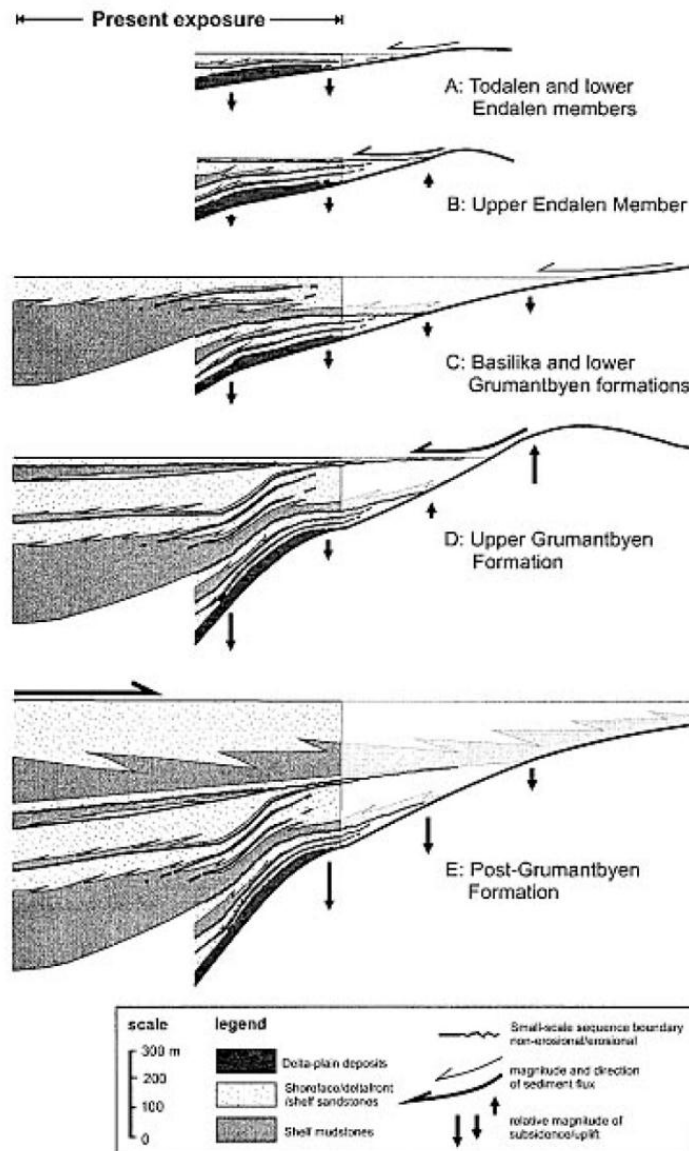 Present exposure
A: Todalen and lower
Endalen members
B: Upper Endalen Member
C: Basilika and lower
Grumantbyen formations
D: Upper Grumantbyen
Formation
E: Post-Grumantbyen
Formation
scale
300 m
200
100
0
legend
Delta-plain deposits
Shoreface/deltafront
/shelf sandstones
Shelf mudstones
Small-scale sequence boundary
non-erosional/erosional
magnitude and direction
of sediment flux
relative magnitude of
subsidence/uplift